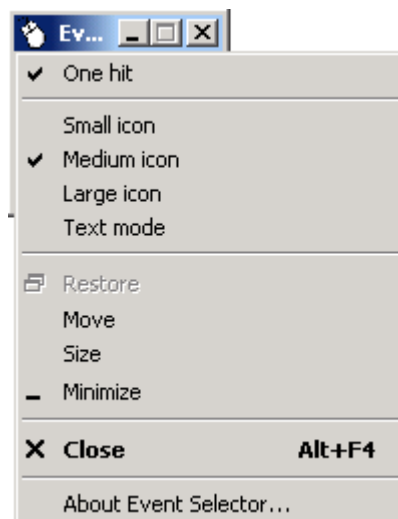 Ev...
One hit
Small icon
Medium icon
Large icon
Text mode
Restore
Move
Size
Minimize
Close Alt+F4
About Event Selector...